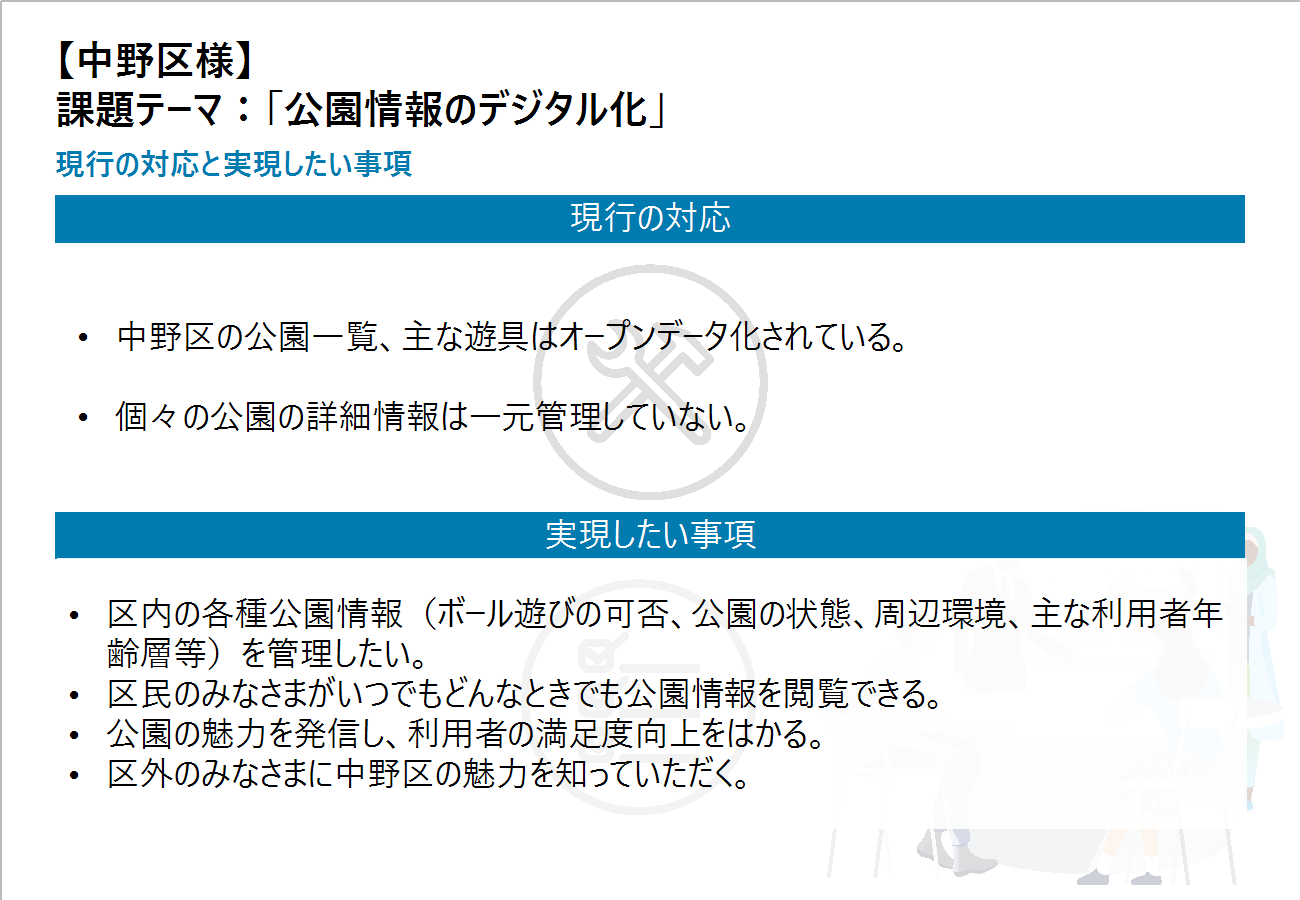 【中野区様】
課題テーマ：「公園情報のデジタル化」
現行の対応と実現したい事項
現行の対応
• 中野区の公園一覧、主な遊具はオープンデータ化されている。
• 個々の公園の詳細情報は一元管理していない。
実現したい事項
• 区内の各種公園情報（ボール遊びの可否、公園の状態、周辺環境、主な利用者年
齢層等）を管理したい。
• 区民のみなさまがいつでもどんなときでも公園情報を閲覧できる。
• 公園の魅力を発信し、利用者の満足度向上をはかる。
• 区外のみなさまに中野区の魅力を知っていただく。